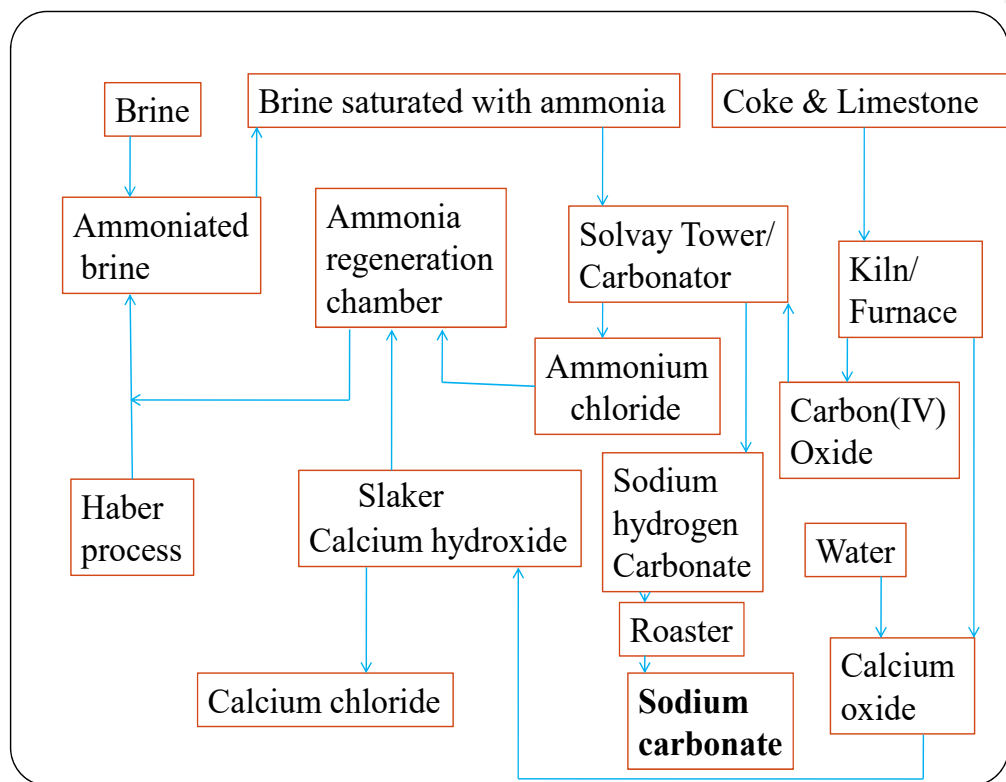 Brine
Brine saturated with ammonia
Coke & Limestone
Ammoniated
brine
Ammonia
regeneration
chamber
Solvay Tower/
Carbonator
Kiln/
Furnace
Ammonium
chloride
Carbon(IV)
Oxide
Haber
process
Slaker
Calcium hydroxide
Sodium
hydrogen
Carbonate
Water
Roaster
Calcium chloride
Sodium
carbonate
Calcium
oxide